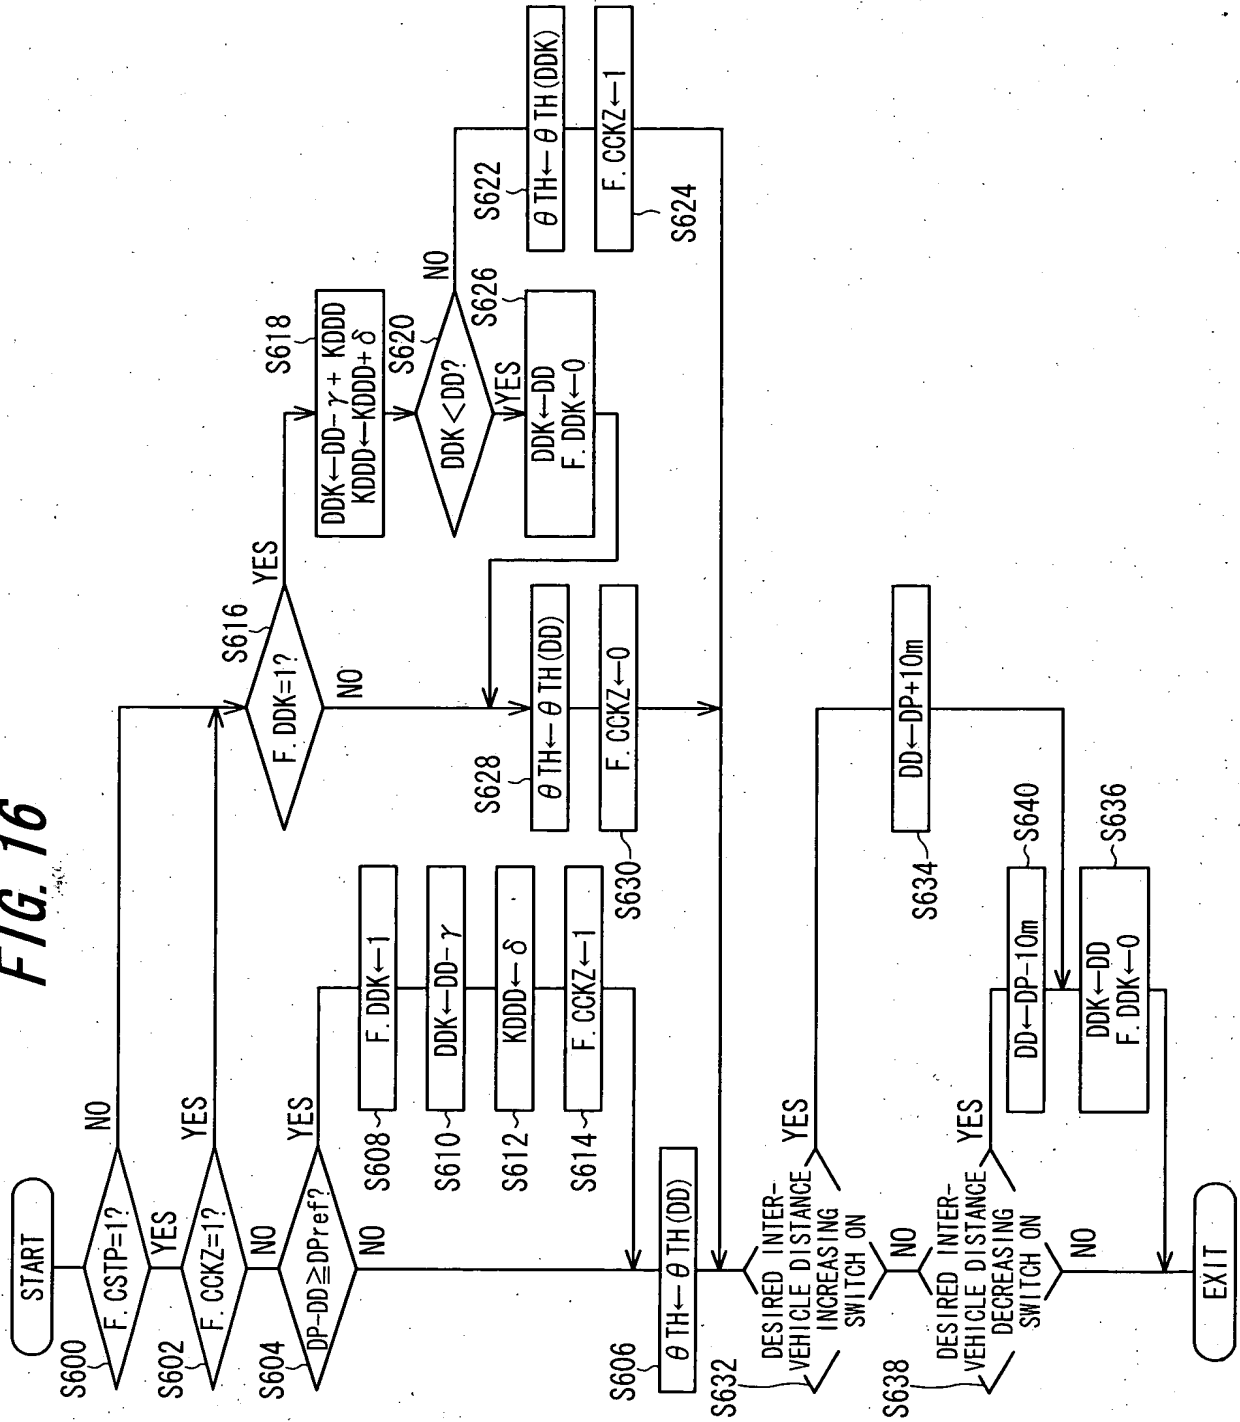 FIG. 16
START
S600
F. CSTP=1?
NO
YES
S602
F. CCKZ=1?
YES
NO
S604
DP-DD≧DPref?
YES
NO
S606
θTH←θTH(DD)
S608
F. DDK←1
S610
DDK←DD-γ
S612
KDDD←δ
S614
F. CCKZ←1
S616
F. DDK=1?
YES
NO
S618
DDK←DD-γ+KDDD
KDDD←KDDD+δ
S620
DDK<DD?
NO
YES
S622
θTH←θTH(DDK)
F. CCKZ←1
S624
S626
DDK←DD
F. DDK←0
S628
θTH←θTH(DD)
F. CCKZ←0
S630
S632
DESIRED INTER-
VEHICLE DISTANCE
INCREASING
SWITCH ON
YES
NO
DD←DP+10m
S634
S638
DESIRED INTER-
VEHICLE DISTANCE
DECREASING
SWITCH ON
YES
NO
S640
DD←DP-10m
S636
DDK←DD
F. DDK←0
EXIT